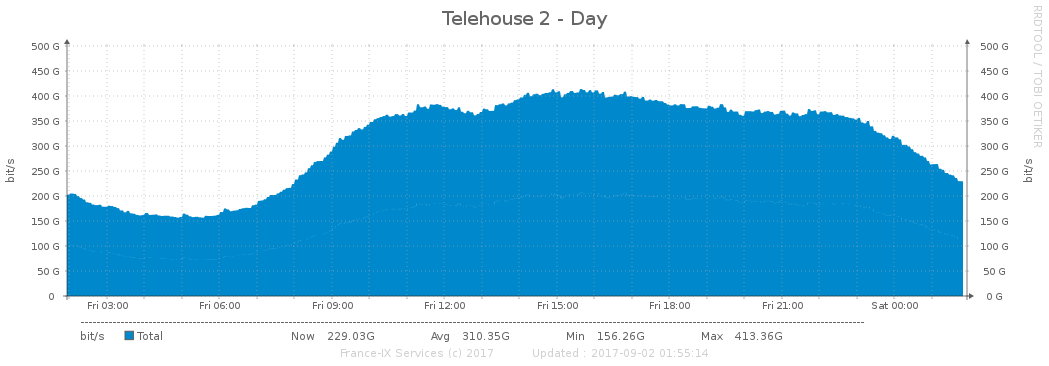 Telehouse 2 - Day
RRDTOOL / TOBI OETIKER
bit/s
500 G
450 G
400 G
350 G
300 G
250 G
200 G
150 G
100 G
50 G
0
500 G
450 G
400 G
350 G
300 G
250 G
200 G
150 G
100 G
50 G
0 G
bit/s
Fri 03:00 Fri 06:00 Fri 09:00 Fri 12:00 Fri 15:00 Fri 18:00 Fri 21:00 Sat 00:00
bit/s Total Now 229.03G Avg 310.35G Min 156.26G Max 413.36G
France-IX Services (c) 2017 Updated : 2017-09-02 01:55:14